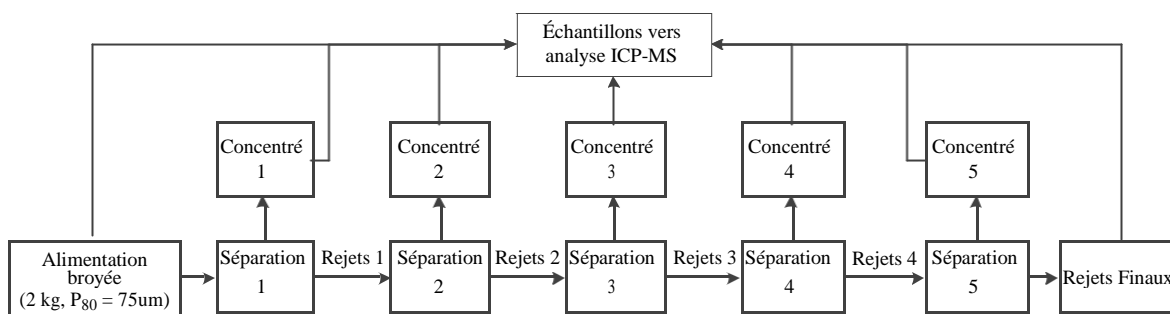 Échantillons vers
analyse ICP-MS
Concentré
1
Concentré
2
Concentré
3
Concentré
4
Concentré
5
Alimentation
broyée
(2 kg, P80 = 75um)
Séparation
1
Rejets 1
Séparation
2
Rejets 2
Séparation
3
Rejets 3
Séparation
4
Rejets 4
Séparation
5
Rejets Finaux